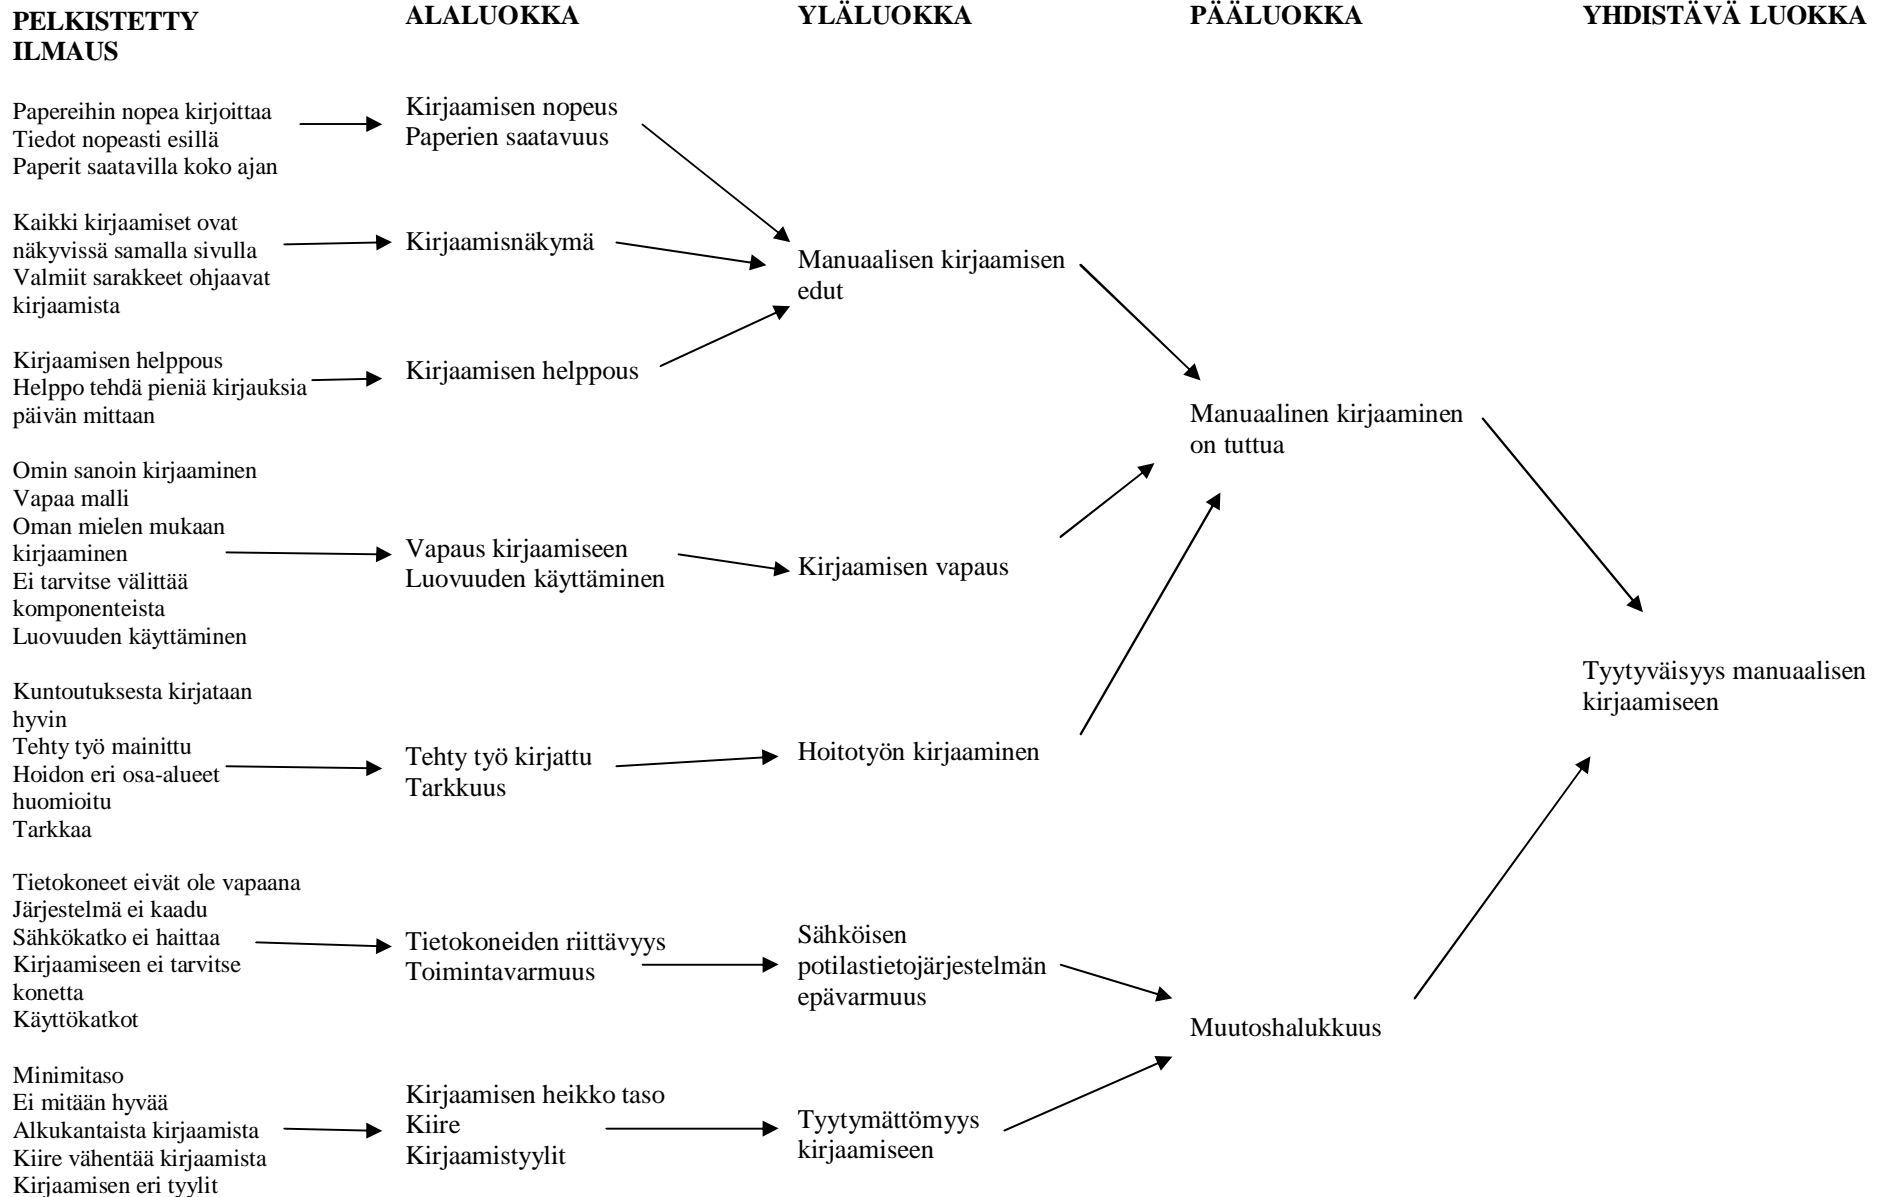 PELKISTETTY
ILMAUS
ALALUOKKA
YLÄLUOKKA
PÄÄLUOKKA
YHDISTÄVÄ LUOKKA
Papereihin nopea kirjoittaa
Tiedot nopeasti esillä
Paperit saatavilla koko ajan
Kirjaamisen nopeus
Paperien saatavuus
Kaikki kirjaamiset ovat
näkyvissä samalla sivulla
Valmiit sarakkeet ohjaavat
kirjaamista
Kirjaamisnäkymä
Manuaalisen kirjaamisen
edut
Kirjaamisen helppous
Helppo tehdä pieniä kirjauksia
päivän mittaan
Kirjaamisen helppous
Manuaalinen kirjaaminen
on tuttua
Omin sanoin kirjaaminen
Vapaa malli
Oman mielen mukaan
kirjaaminen
Ei tarvitse välittää
komponenteista
Luovuuden käyttäminen
Vapaus kirjaamiseen
Luovuuden käyttäminen
Kirjaamisen vapaus
Tyytyväisyys manuaalisen
kirjaamiseen
Kuntoutuksesta kirjataan
hyvin
Tehty työ mainittu
Hoidon eri osa-alueet
huomioitu
Tarkkaa
Tehty työ kirjattu
Tarkkuus
Hoitotyön kirjaaminen
Tietokoneet eivät ole vapaana
Järjestelmä ei kaadu
Sähkökatko ei haittaa
Kirjaamiseen ei tarvitse
konetta
Käyttökatkot
Tietokoneiden riittävyys
Toimintavarmuus
Sähköisen
potilastietojärjestelmän
epävarmuus
Muutoshalukkuus
Minimitaso
Ei mitään hyvää
Alkukantaista kirjaamista
Kiire vähentää kirjaamista
Kirjaamisen eri tyylit
Kirjaamisen heikko taso
Kiire
Kirjaamistyylit
Tyytymättömyys
kirjaamiseen